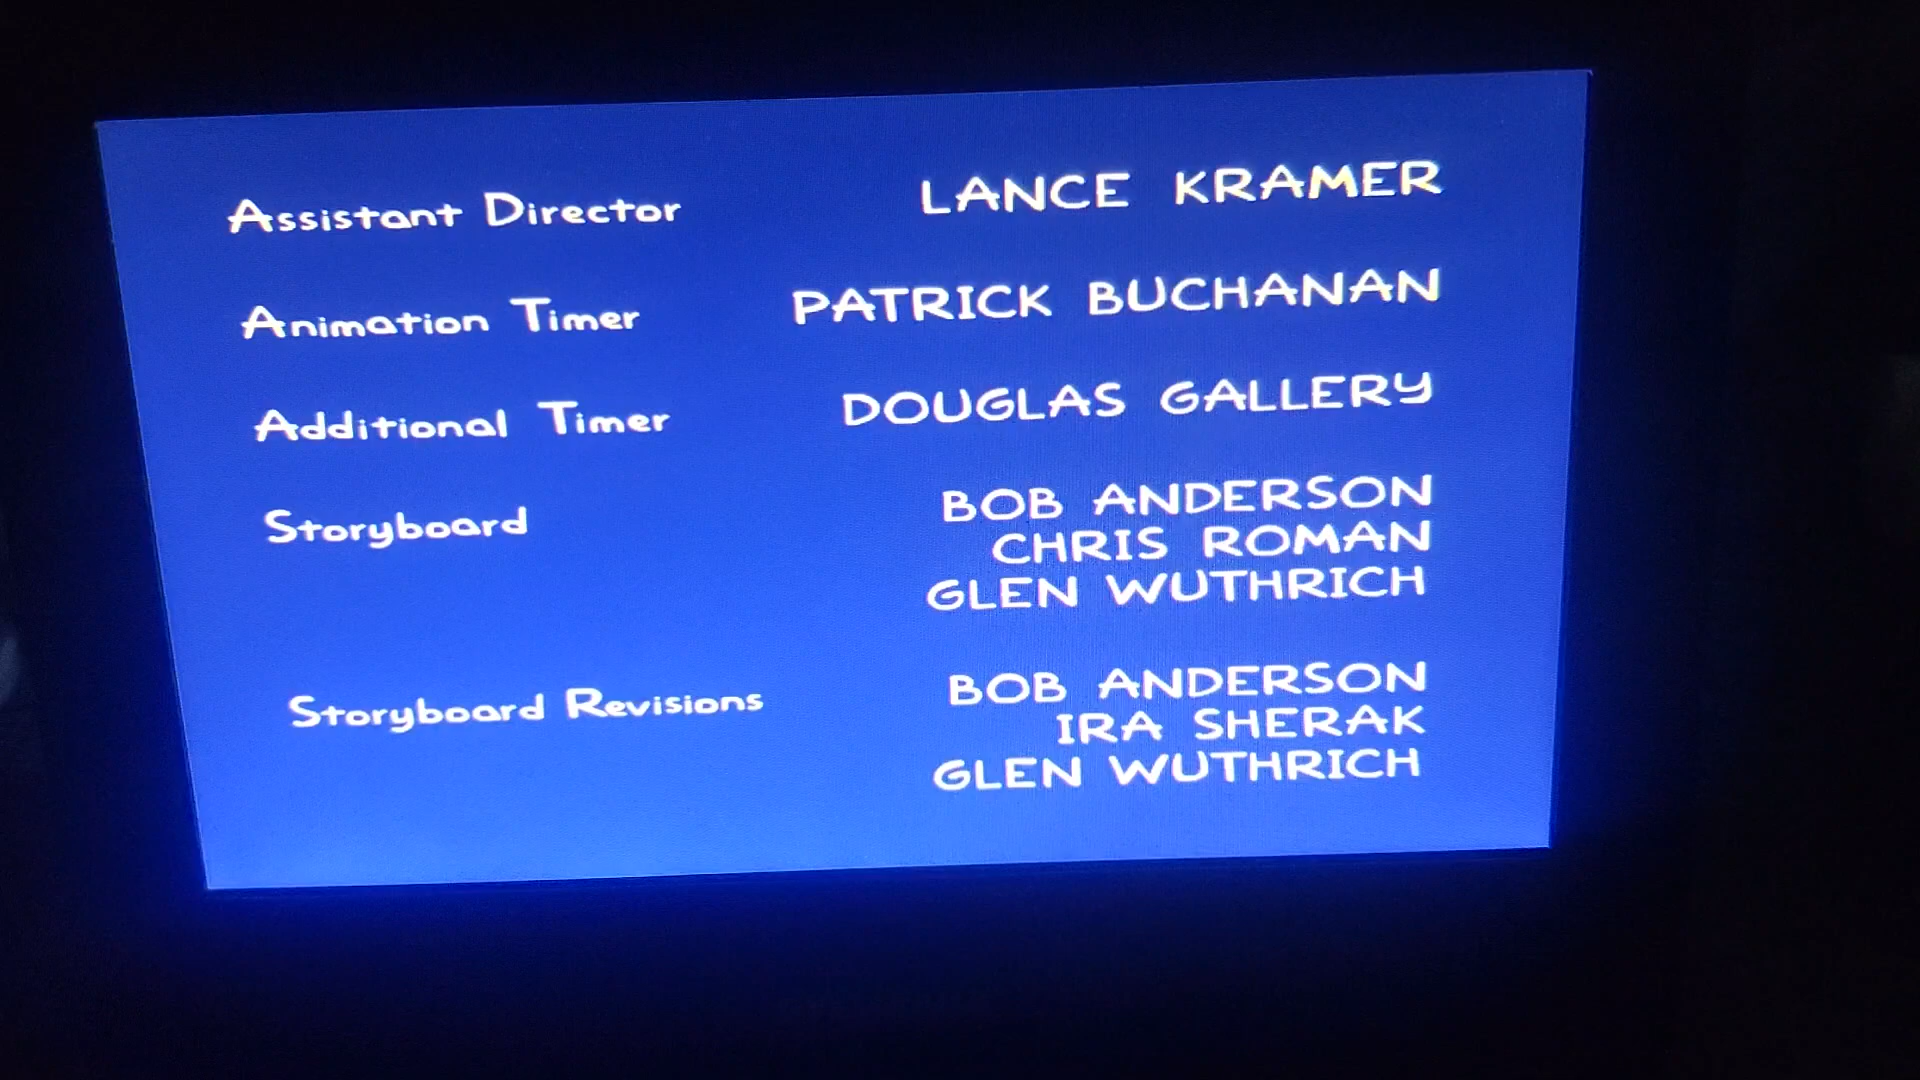 Assistant Director LANCE KRAMER
Animation Timer PATRICK BUCHANAN
Additional Timer DOUGLAS GALLERY
Storyboard BOB ANDERSON
CHRIS ROMAN
GLEN WUTHRICH
Storyboard Revisions BOB ANDERSON
IRA SHERAK
GLEN WUTHRICH